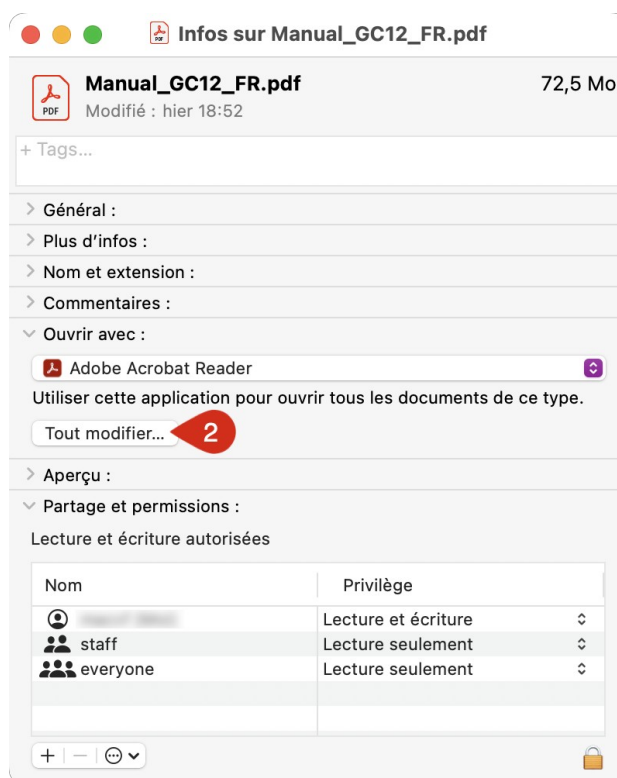 Infos sur Manual_GC12_FR.pdf
Manual_GC12_FR.pdf 72,5 Mo
PDF
Modifié : hier 18:52
+ Tags...
Général :
Plus d’infos :
Nom et extension :
Commentaires :
Ouvrir avec :
Adobe Acrobat Reader
Utiliser cette application pour ouvrir tous les documents de ce type.
Tout modifier... 2
Aperçu :
Partage et permissions :
Lecture et écriture autorisées
Nom Privilège
Lecture et écriture
staff Lecture seulement
everyone Lecture seulement